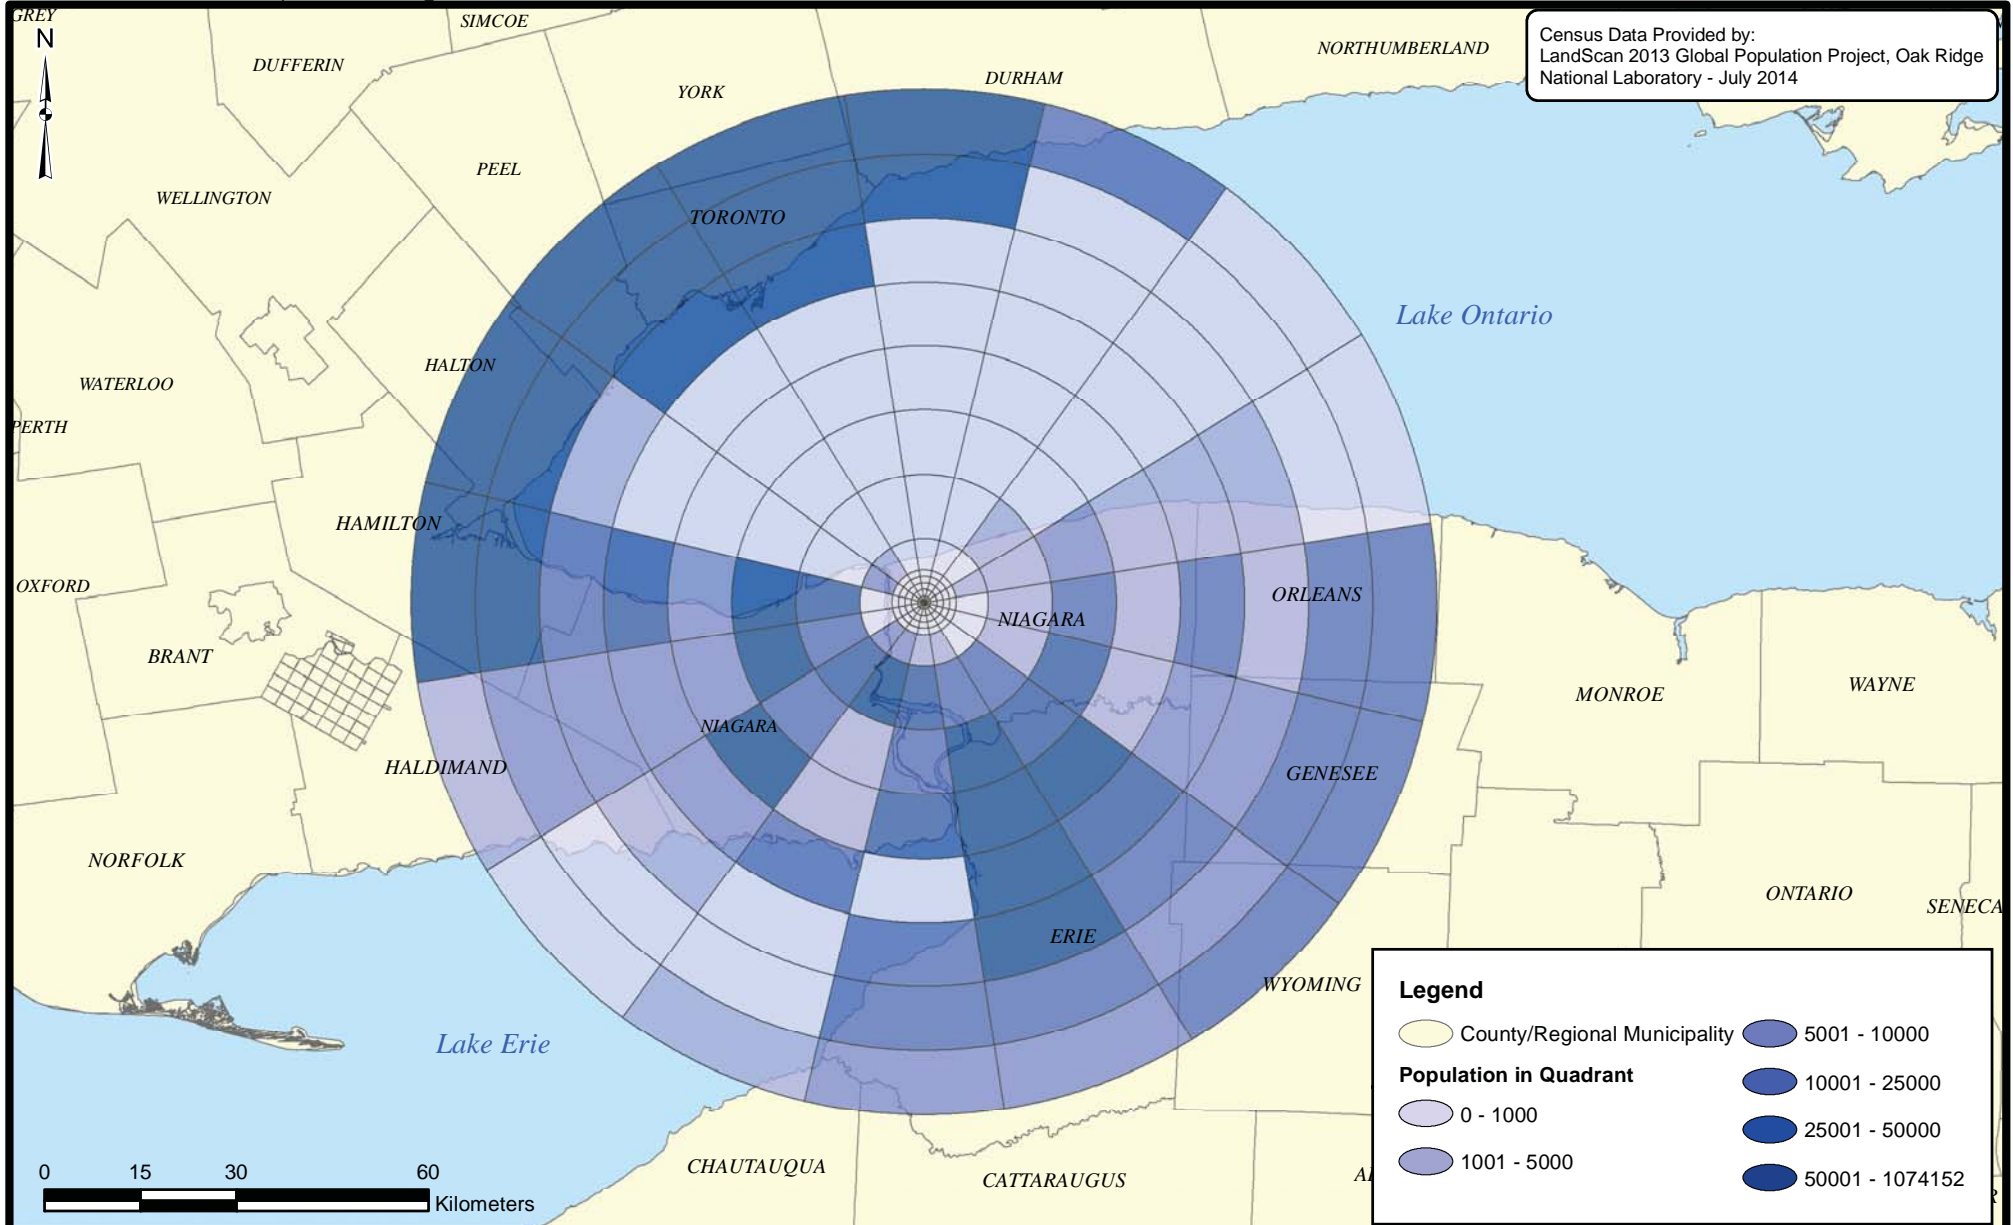 GREY
SIMCOE
N
DUFFERIN
YORK
DURHAM
NORTHUMBERLAND
Census Data Provided by:
LandScan 2013 Global Population Project, Oak Ridge
National Laboratory - July 2014
PEEL
WELLINGTON
TORONTO
Lake Ontario
HALTON
WATERLOO
PERTH
HAMILTON
OXFORD
ORLEANS
NIAGARA
BRANT
MONROE
WAYNE
NIAGARA
HALDIMAND
GENESEE
NORFOLK
ONTARIO
SENECA
ERIE
WYOMING
Lake Erie
Legend
County/Regional Municipality
Population in Quadrant
0 - 1000
1001 - 5000
5001 - 10000
10001 - 25000
25001 - 50000
50001 - 1074152
CHAUTAUQUA
CATTARAUGUS
0 15 30 60
Kilometers